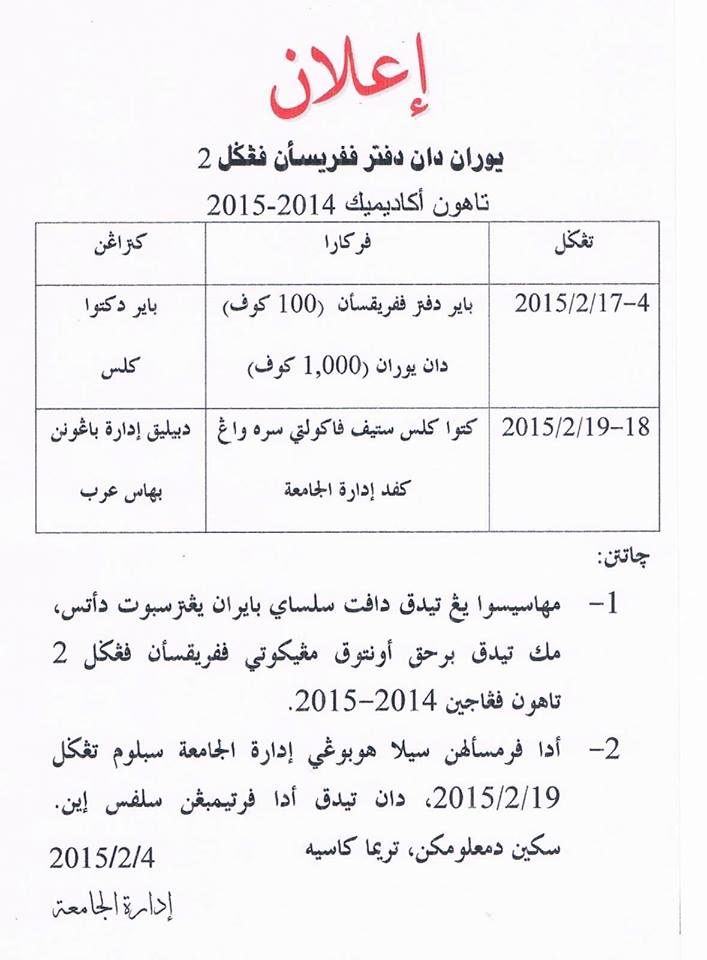 إعلان
يوران دان دفتر ففريسأن فڠݢل 2
تاهون أكاديميك 2014-2015
تڠݢل فركارا كتراڠن
4–2015/2/17 باير دفتر ففريقسأن (100 كوف) باير دكتوا
دان يوران (1,000 كوف) كلس
18–2015/2/19 كتوا كلس ستيف فاكولتي سره واڠ دبيليق إدارة باڠونن
كفد إدارة الجامعة بهاس عرب
چاتتن:
1– مهاسيسوا يڠ تيدق دافت سلساي بايران يڠترسبوت دأتس،
مك تيدق برحق أونتوق مڠيكوتي ففريقسأن فڠݢل 2
تاهون فڠاجين 2014–2015.
2– أدا فرمسألهن سيلا هوبوڠي إدارة الجامعة سبلوم تڠݢل
2015/2/19، دان تيدق أدا فرتيمبڠن سلفس إين.
سكين دمعلومكن، تريما كاسيه
2015/2/4
إدارة الجامعة